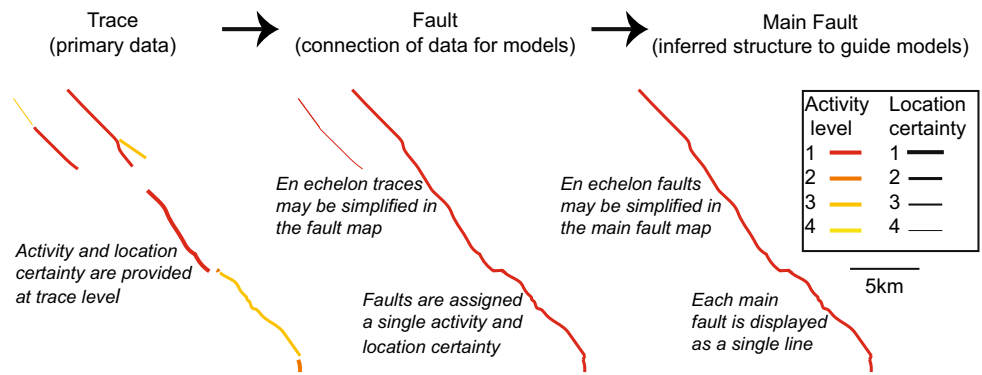 Trace
(primary data)
Fault
(connection of data for models)
Main Fault
(inferred structure to guide models)
Activity and location
certainty are provided
at trace level
En echelon traces
may be simplified in
the fault map
Faults are assigned
a single activity and
location certainty
En echelon faults
may be simplified in
the main fault map
Each main
fault is displayed
as a single line
Activity
level
Location
certainty
1
1
2
2
3
3
4
4
5km